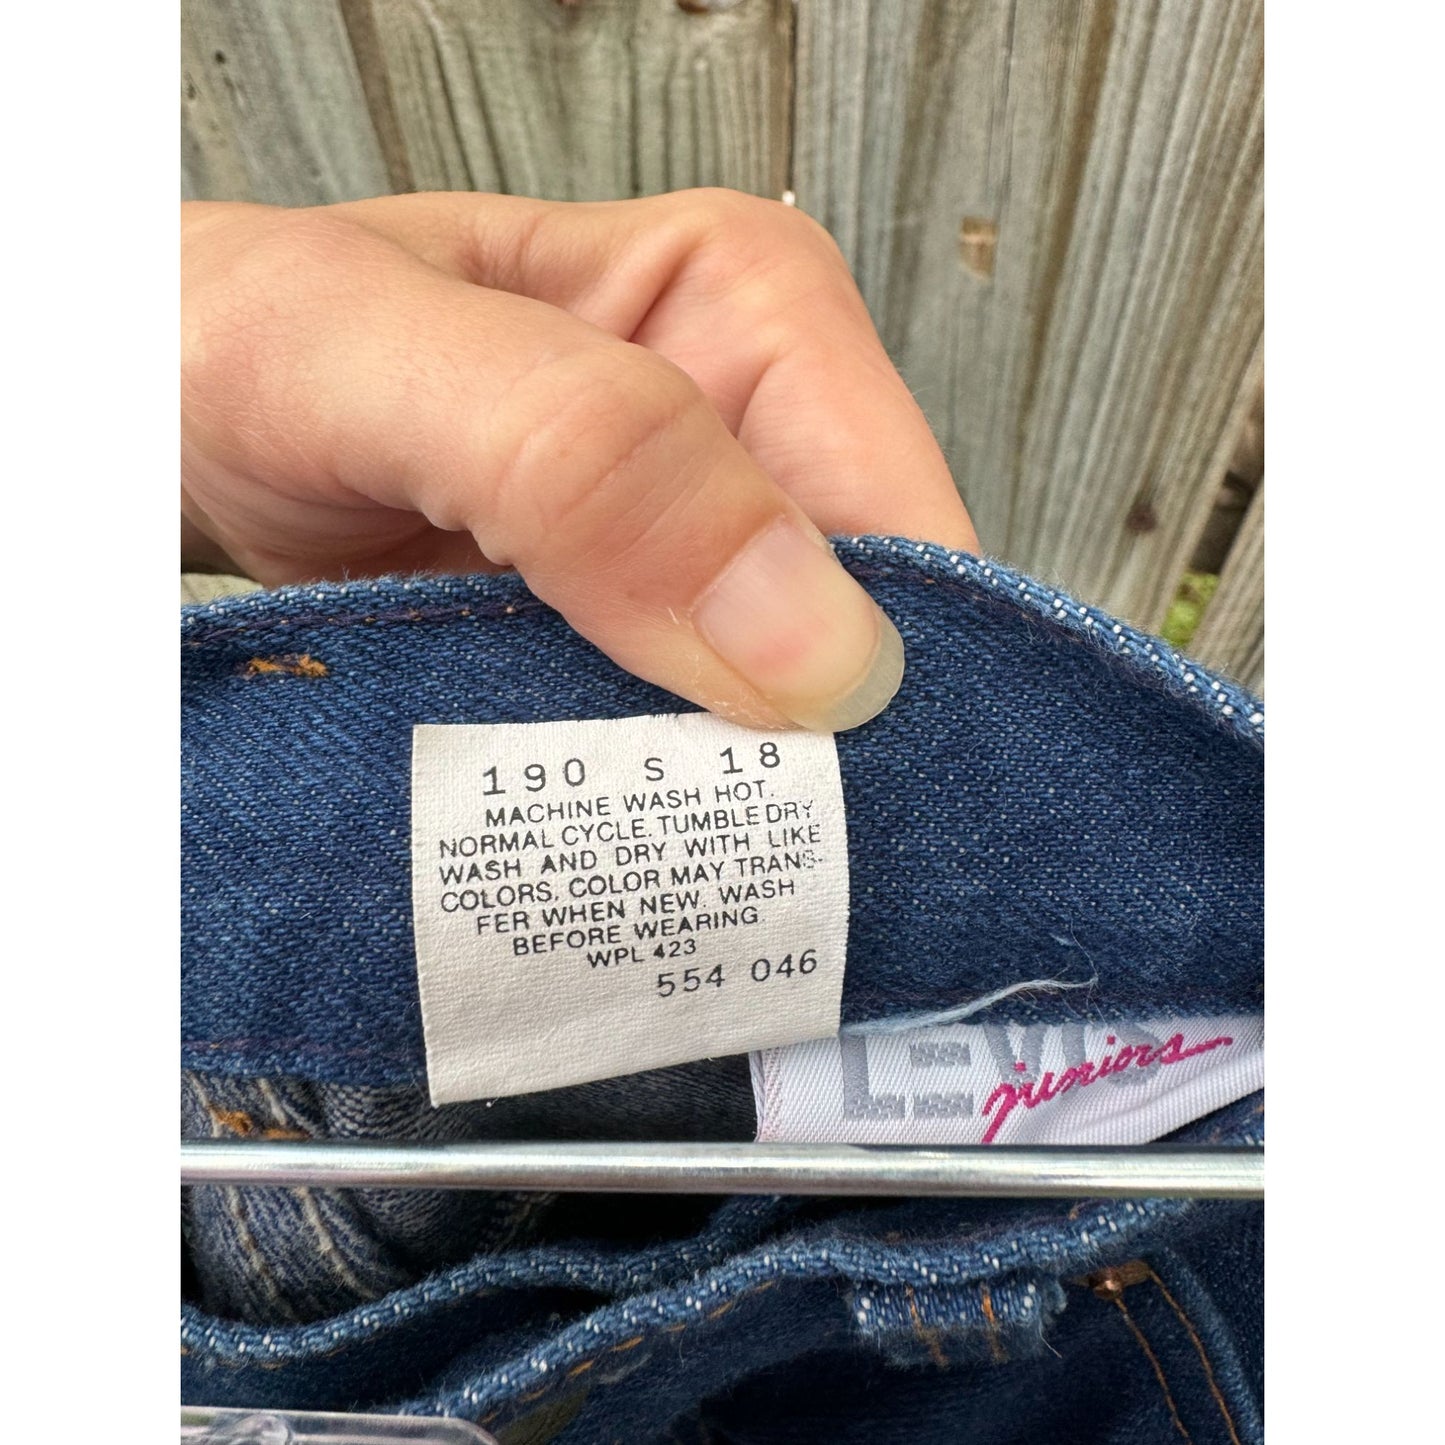 190 S 18
MACHINE WASH HOT.
NORMAL CYCLE. TUMBLE DRY
WASH AND DRY WITH LIKE
COLORS, COLOR MAY TRANS-
FER WHEN NEW. WASH
BEFORE WEARING
WPL 423
554 046
LEVI'S
juniors